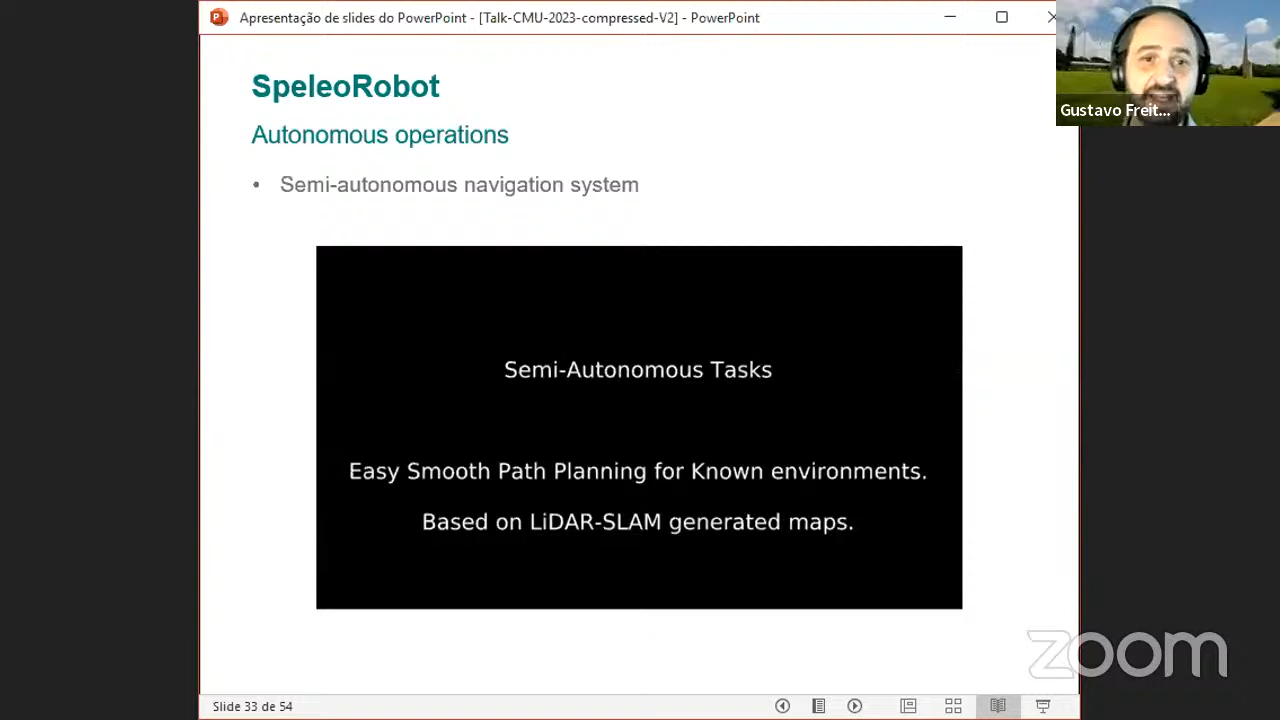 Apresentação de slides do PowerPoint - [Talk-CMU-2023-compressed-V2] - PowerPoint
Gustavo Freit...
SpeleoRobot
Autonomous operations
• Semi-autonomous navigation system
Semi-Autonomous Tasks
Easy Smooth Path Planning for Known environments.
Based on LiDAR-SLAM generated maps.
zoom
Slide 33 de 54